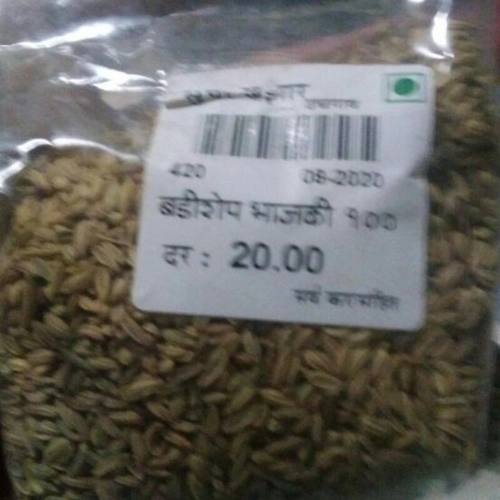 420 08-2020
बडीशेप भाजकी १००
दर : 20.00
सर्व करासहित